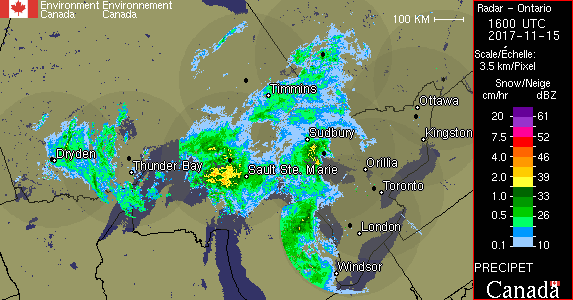 Environment Environnement
Canada Canada
100 KM
Timmins
Ottawa
Sudbury
Kingston
Dryden
Thunder Bay
Sault Ste. Marie
Orillia
Toronto
London
Windsor
Radar - Ontario
1600 UTC
2017-11-15
Scale/Échelle:
3.5 km/Pixel
Snow/Neige
cm/hr dBZ
20 61
7.5 52
4.0 46
2.0 39
1.0 33
0.5 26
0.1 10
PRECIPET
Canada